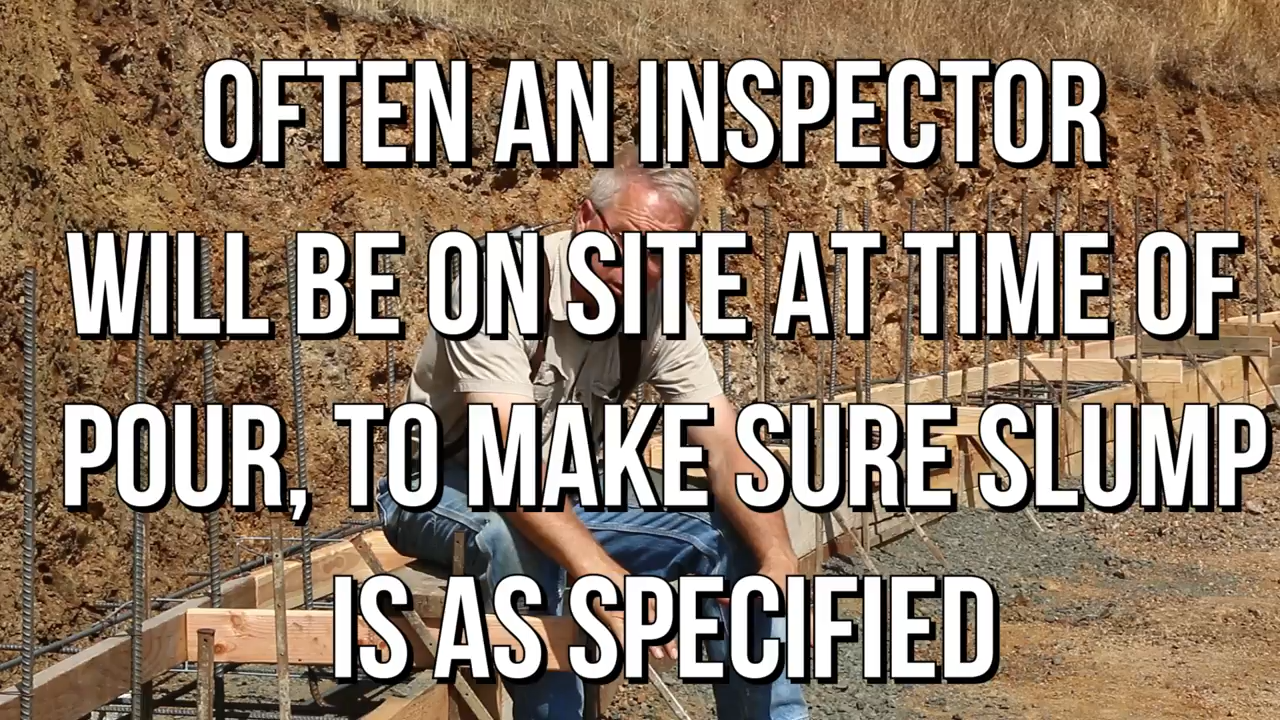 OFTEN AN INSPECTOR
WILL BE ON SITE AT TIME OF
POUR, TO MAKE SURE SLUMP
IS AS SPECIFIED